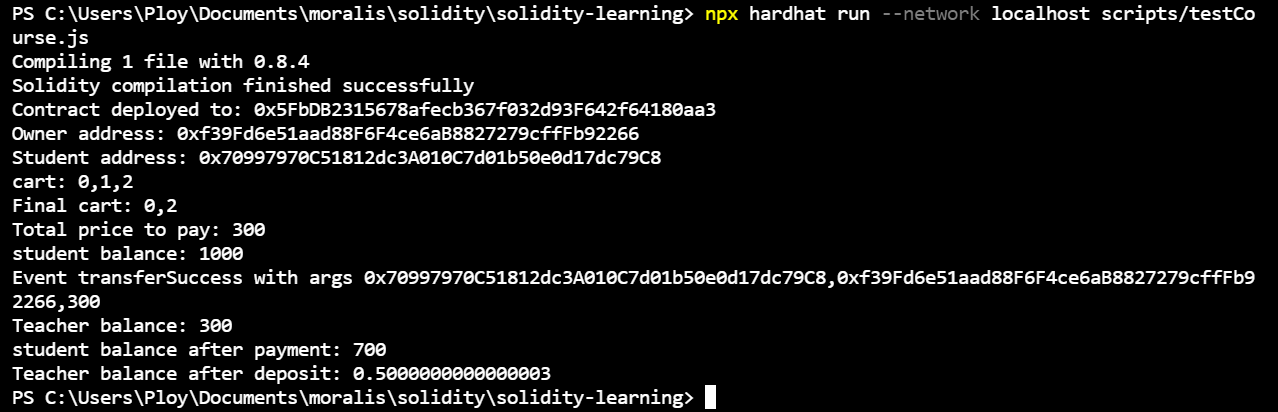 PS C:\Users\Ploy\Documents\moralis\solidity\solidity-learning> npx hardhat run --network localhost scripts/testCo
urse.js
Compiling 1 file with 0.8.4
Solidity compilation finished successfully
Contract deployed to: 0x5FbDB2315678afecb367f032d93F642f64180aa3
Owner address: 0xf39Fd6e51aad88F6F4ce6aB8827279cffFb92266
Student address: 0x70997970C51812dc3A010C7d01b50e0d17dc79C8
cart: 0,1,2
Final cart: 0,2
Total price to pay: 300
student balance: 1000
Event transferSuccess with args 0x70997970C51812dc3A010C7d01b50e0d17dc79C8,0xf39Fd6e51aad88F6F4ce6aB8827279cffFb9
2266,300
Teacher balance: 300
student balance after payment: 700
Teacher balance after deposit: 0.5000000000000003
PS C:\Users\Ploy\Documents\moralis\solidity\solidity-learning>